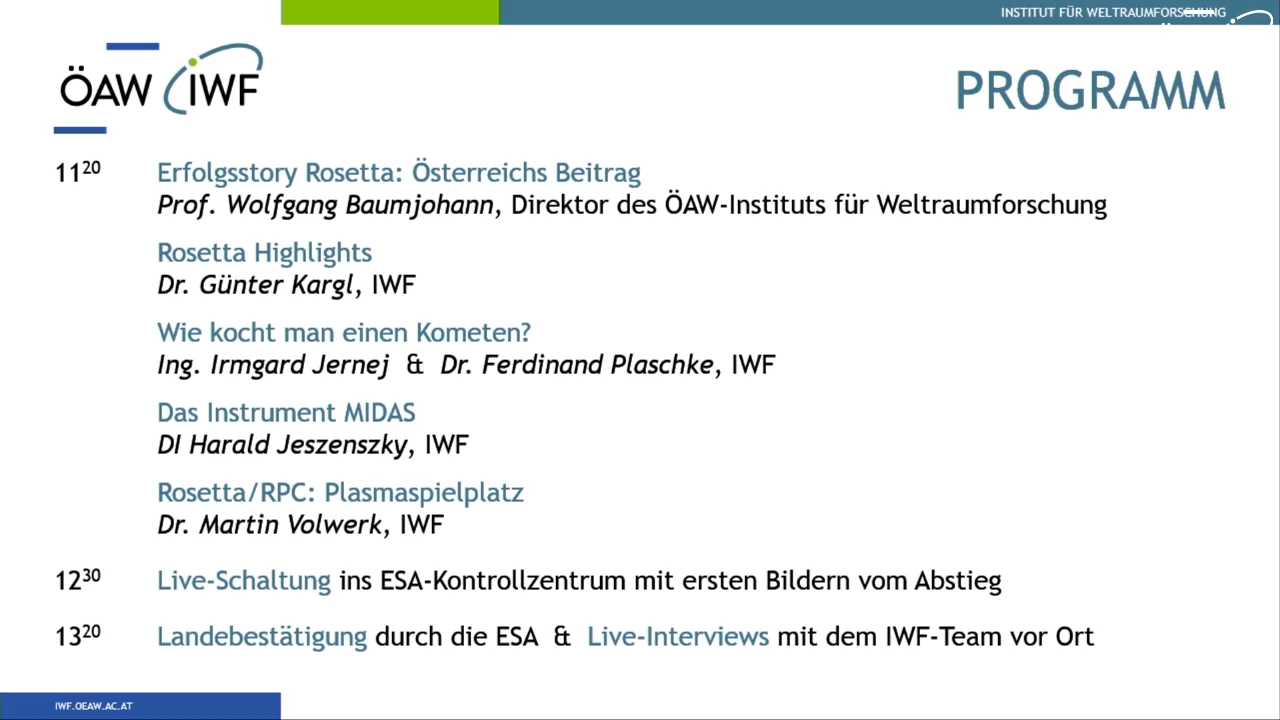 INSTITUT FÜR WELTRAUMFORSCHUNG
ÖAW IWF
PROGRAMM
11²⁰ Erfolgsstory Rosetta: Österreichs Beitrag
Prof. Wolfgang Baumjohann, Direktor des ÖAW-Instituts für Weltraumforschung
Rosetta Highlights
Dr. Günter Kargl, IWF
Wie kocht man einen Kometen?
Ing. Irmgard Jernej & Dr. Ferdinand Plaschke, IWF
Das Instrument MIDAS
DI Harald Jeszenszky, IWF
Rosetta/RPC: Plasmaspielplatz
Dr. Martin Volwerk, IWF
12³⁰ Live-Schaltung ins ESA-Kontrollzentrum mit ersten Bildern vom Abstieg
13²⁰ Landebestätigung durch die ESA & Live-Interviews mit dem IWF-Team vor Ort
IWF.OEAW.AC.AT